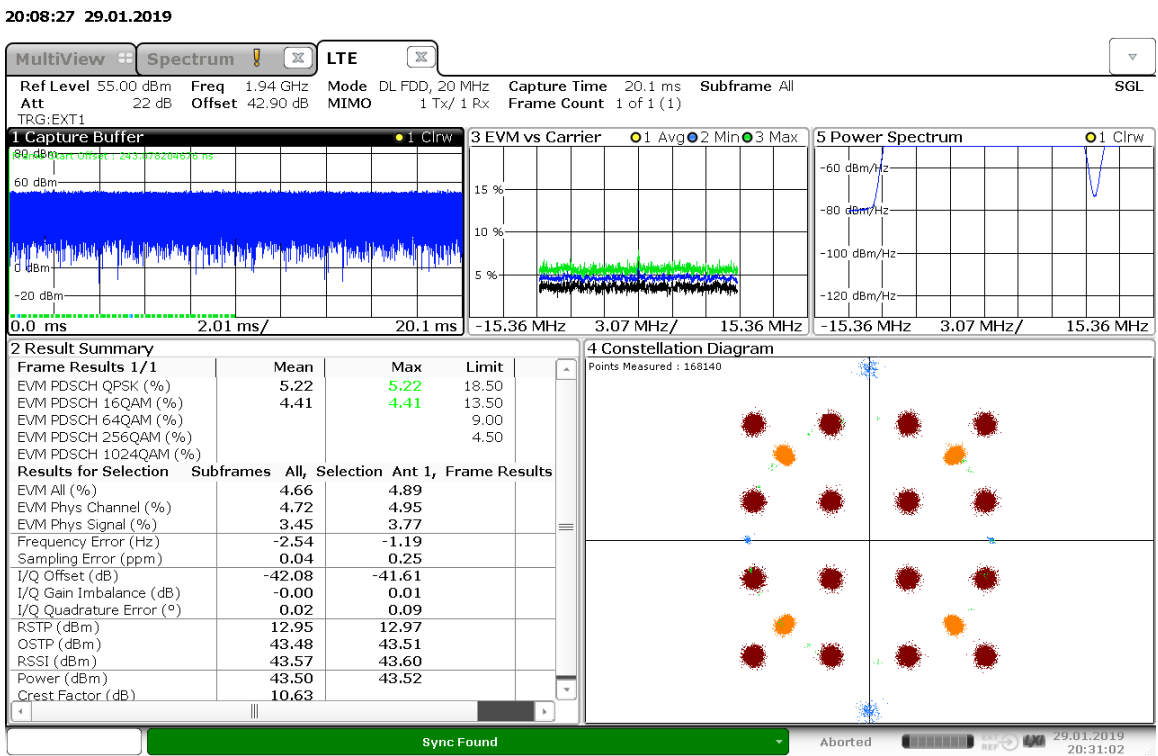 20:08:27 29.01.2019
MultiView Spectrum ! LTE
Ref Level 55.00 dBm Freq 1.94 GHz Mode DL FDD, 20 MHz Capture Time 20.1 ms Subframe All SGL
Att 22 dB Offset 42.90 dB MIMO 1 Tx/ 1 Rx Frame Count 1 of 1 (1)
TRG:EXT1
1 Capture Buffer 1 Clrw
80 dBm
Frame Start Offset : 243.078204676 ns
60 dBm
0 dBm
-20 dBm
0.0 ms 2.01 ms/ 20.1 ms
3 EVM vs Carrier 1 Avg 2 Min 3 Max
15 %
10 %
5 %
-15.36 MHz 3.07 MHz/ 15.36 MHz
5 Power Spectrum 1 Clrw
-60 dBm/Hz
-80 dBm/Hz
-100 dBm/Hz
-120 dBm/Hz
-15.36 MHz 3.07 MHz/ 15.36 MHz
2 Result Summary
Frame Results 1/1 Mean Max Limit
EVM PDSCH QPSK (%) 5.22 5.22 18.50
EVM PDSCH 16QAM (%) 4.41 4.41 13.50
EVM PDSCH 64QAM (%) 9.00
EVM PDSCH 256QAM (%) 4.50
EVM PDSCH 1024QAM (%)
Results for Selection Subframes All, Selection Ant 1, Frame Results
EVM All (%) 4.66 4.89
EVM Phys Channel (%) 4.72 4.95
EVM Phys Signal (%) 3.45 3.77
Frequency Error (Hz) -2.54 -1.19
Sampling Error (ppm) 0.04 0.25
I/Q Offset (dB) -42.08 -41.61
I/Q Gain Imbalance (dB) -0.00 0.01
I/Q Quadrature Error (°) 0.02 0.09
RSTP (dBm) 12.95 12.97
OSTP (dBm) 43.48 43.51
RSSI (dBm) 43.57 43.60
Power (dBm) 43.50 43.52
Crest Factor (dB) 10.63
4 Constellation Diagram
Points Measured : 168140
Sync Found
Aborted
EXT
REF
29.01.2019
20:31:02